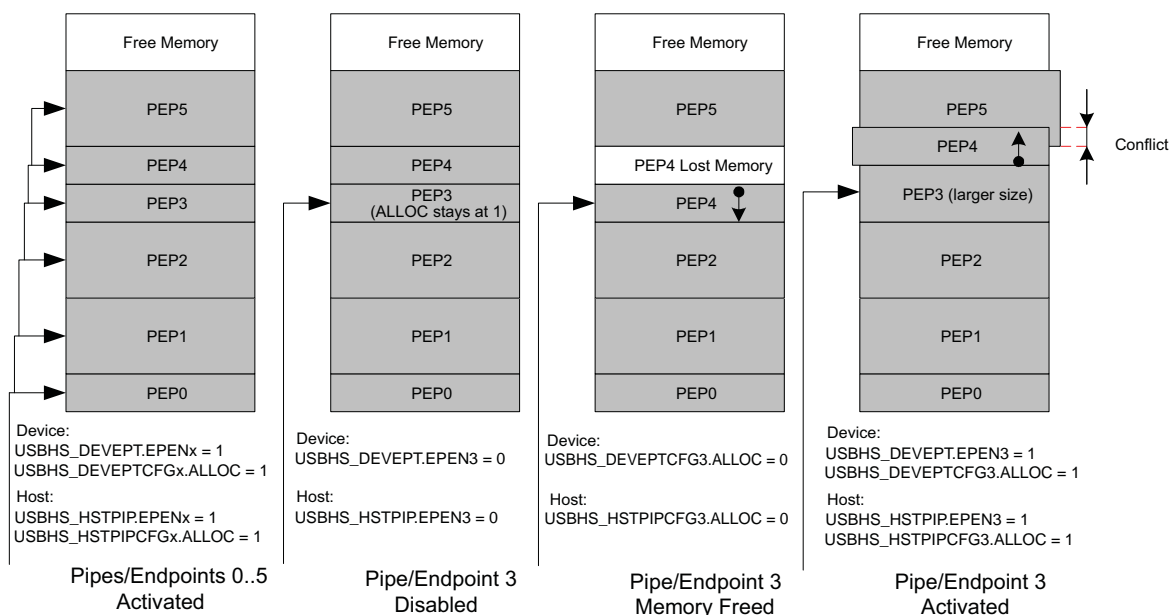 Free Memory
PEP5
PEP4
PEP3
PEP2
PEP1
PEP0
Device:
USBHS_DEVEPT.EPENx = 1
USBHS_DEVEPTCFGx.ALLOC = 1
Host:
USBHS_HSTPIP.EPENx = 1
USBHS_HSTPIPCFGx.ALLOC = 1
Pipes/Endpoints 0..5
Activated
Free Memory
PEP5
PEP4
PEP3
(ALLOC stays at 1)
PEP2
PEP1
PEP0
Device:
USBHS_DEVEPT.EPEN3 = 0
Host:
USBHS_HSTPIP.EPEN3 = 0
Pipe/Endpoint 3
Disabled
Free Memory
PEP5
PEP4 Lost Memory
PEP4
PEP2
PEP1
PEP0
Device:
USBHS_DEVEPTCFG3.ALLOC = 0
Host:
USBHS_HSTPIPCFG3.ALLOC = 0
Pipe/Endpoint 3
Memory Freed
Free Memory
PEP5
PEP4
Conflict
PEP3 (larger size)
PEP2
PEP1
PEP0
Device:
USBHS_DEVEPT.EPEN3 = 1
USBHS_DEVEPTCFG3.ALLOC = 1
Host:
USBHS_HSTPIP.EPEN3 = 1
USBHS_HSTPIPCFG3.ALLOC = 1
Pipe/Endpoint 3
Activated